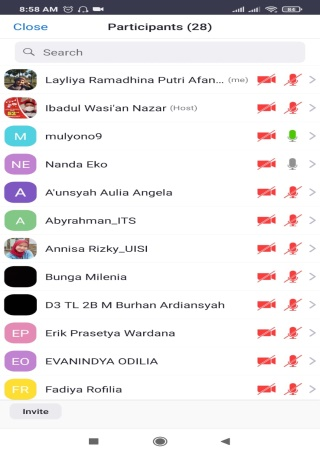 8:58 AM
Close Participants (28)
Search
Layliya Ramadhina Putri Afan... (me)
Ibadul Wasi'an Nazar (Host)
M mulyono9
NE Nanda Eko
A A'unsyah Aulia Angela
A Abyrahman_ITS
Annisa Rizky_UISI
Bunga Milenia
D3 TL 2B M Burhan Ardiansyah
EP Erik Prasetya Wardana
EO EVANINDYA ODILIA
FR Fadiya Rofilia
Invite